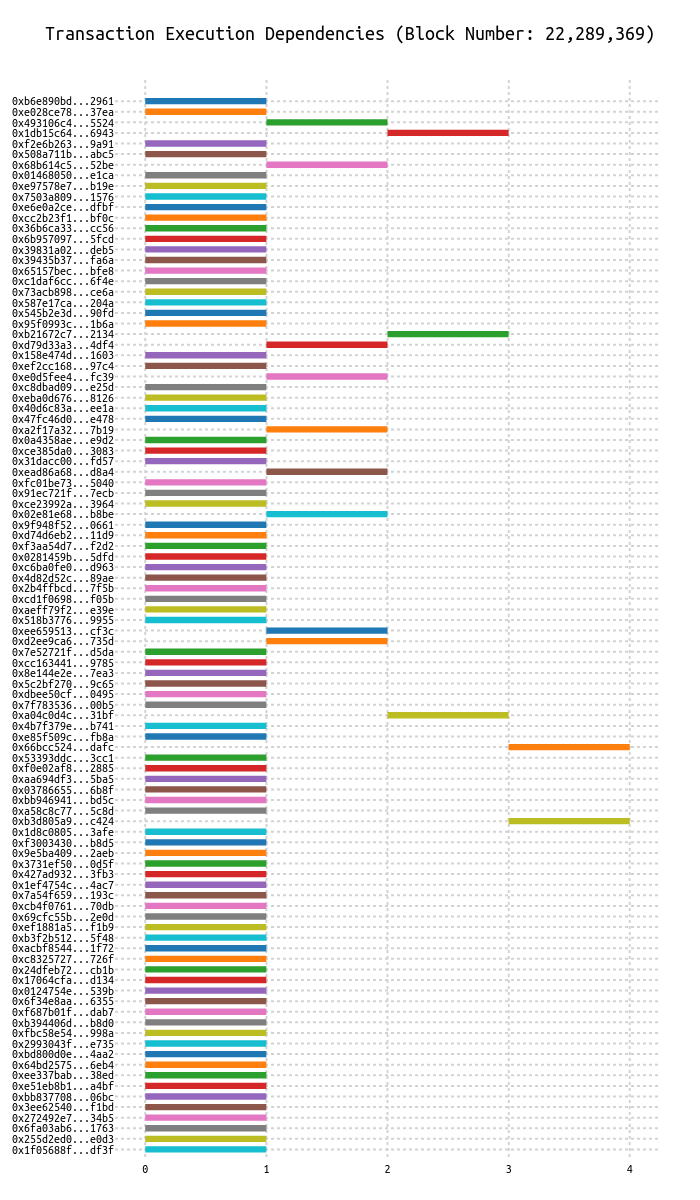 Transaction Execution Dependencies (Block Number: 22,289,369)
0xb6e890bd...2961
0xe028ce78...37ea
0x493106c4...5524
0x1db15c64...6943
0xf2e6b263...9a91
0x508a711b...abc5
0x68b614c5...52be
0x01468050...e1ca
0xe97578e7...b19e
0x7503a809...1576
0xe6e0a2ce...dfbf
0xcc2b23f1...bf0c
0x36b6ca33...cc56
0x6b957097...5fcd
0x39831a02...deb5
0x39435b37...fa6a
0x65157bec...bfe8
0xc1daf6cc...6f4e
0x73acb898...ce6a
0x587e17ca...204a
0x545b2e3d...90fd
0x95f0993c...1b6a
0xb21672c7...2134
0xd79d33a3...4df4
0x158e474d...1603
0xef2cc168...97c4
0xe0d5fee4...fc39
0xc8dbad09...e25d
0xeba0d676...8126
0x40d6c83a...ee1a
0x47fc46d0...e478
0xa2f17a32...7b19
0x0a4358ae...e9d2
0xce385da0...3083
0x31dacc00...fd57
0xead86a68...d8a4
0xfc01be73...5040
0x91ec721f...7ecb
0xce23992a...3964
0x02e81e68...b8be
0x9f948f52...0661
0xd74d6eb2...11d9
0xf3aa54d7...f2d2
0x0281459b...5dfd
0xc6ba0fe0...d963
0x4d82d52c...89ae
0x2b4ffbcd...7f5b
0xcd1f0698...f05b
0xaeff79f2...e39e
0x518b3776...9955
0xee659513...cf3c
0xd2ee9ca6...735d
0x7e52721f...d5da
0xcc163441...9785
0x8e144e2e...7ea3
0x5c2bf270...9c65
0xdbee50cf...0495
0x7f783536...00b5
0xa04c0d4c...31bf
0x4b7f379e...b741
0xe85f509c...fb8a
0x66bcc524...dafc
0x53393ddc...3cc1
0xf0e02af8...2885
0xaa694df3...5ba5
0x03786655...6b8f
0xbb946941...bd5c
0xa58c8c77...5c8d
0xb3d805a9...c424
0x1d8c0805...3afe
0xf3003430...b8d5
0x9e5ba409...2aeb
0x3731ef50...0d5f
0x427ad932...3fb3
0x1ef4754c...4ac7
0x7a54f659...193c
0xcb4f0761...70db
0x69cfc55b...2e0d
0xef1881a5...f1b9
0xb3f2b512...5f48
0xacbf8544...1f72
0xc8325727...726f
0x24dfeb72...cb1b
0x17064cfa...d134
0x0124754e...539b
0x6f34e8aa...6355
0xf687b01f...dab7
0xb394406d...b8d0
0xfbc58e54...998a
0x2993043f...e735
0xbd800d0e...4aa2
0x64bd2575...6eb4
0xee337bab...38ed
0xe51eb8b1...a4bf
0xbb837708...06bc
0x3ee62540...f1bd
0x272492e7...34b5
0x6fa03ab6...1763
0x255d2ed0...e0d3
0x1f05688f...df3f
0 1 2 3 4